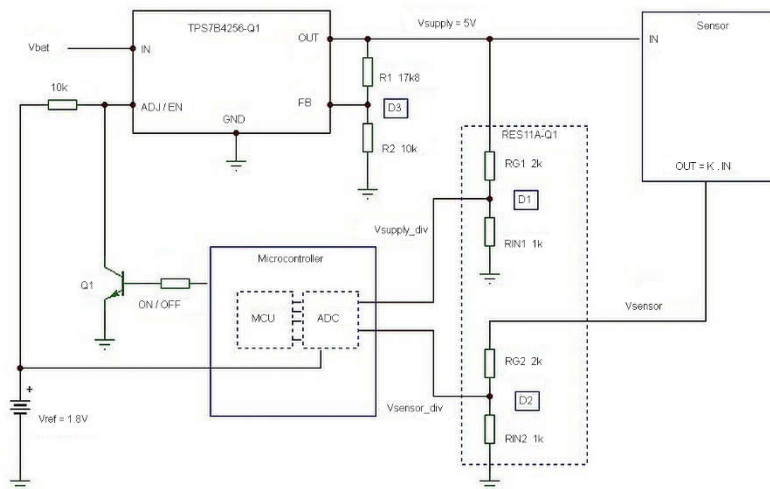 TPS7B4256-Q1
Vbat
IN
OUT
Vsupply = 5V
Sensor
IN
10k
ADJ / EN
FB
GND
R1 17k8
D3
R2 10k
RES11A-Q1
RG1 2k
D1
RIN1 1k
OUT = K . IN
Vsupply_div
Microcontroller
Q1
ON / OFF
MCU
ADC
Vsensor
RG2 2k
D2
RIN2 1k
Vsensor_div
+
Vref = 1.8V